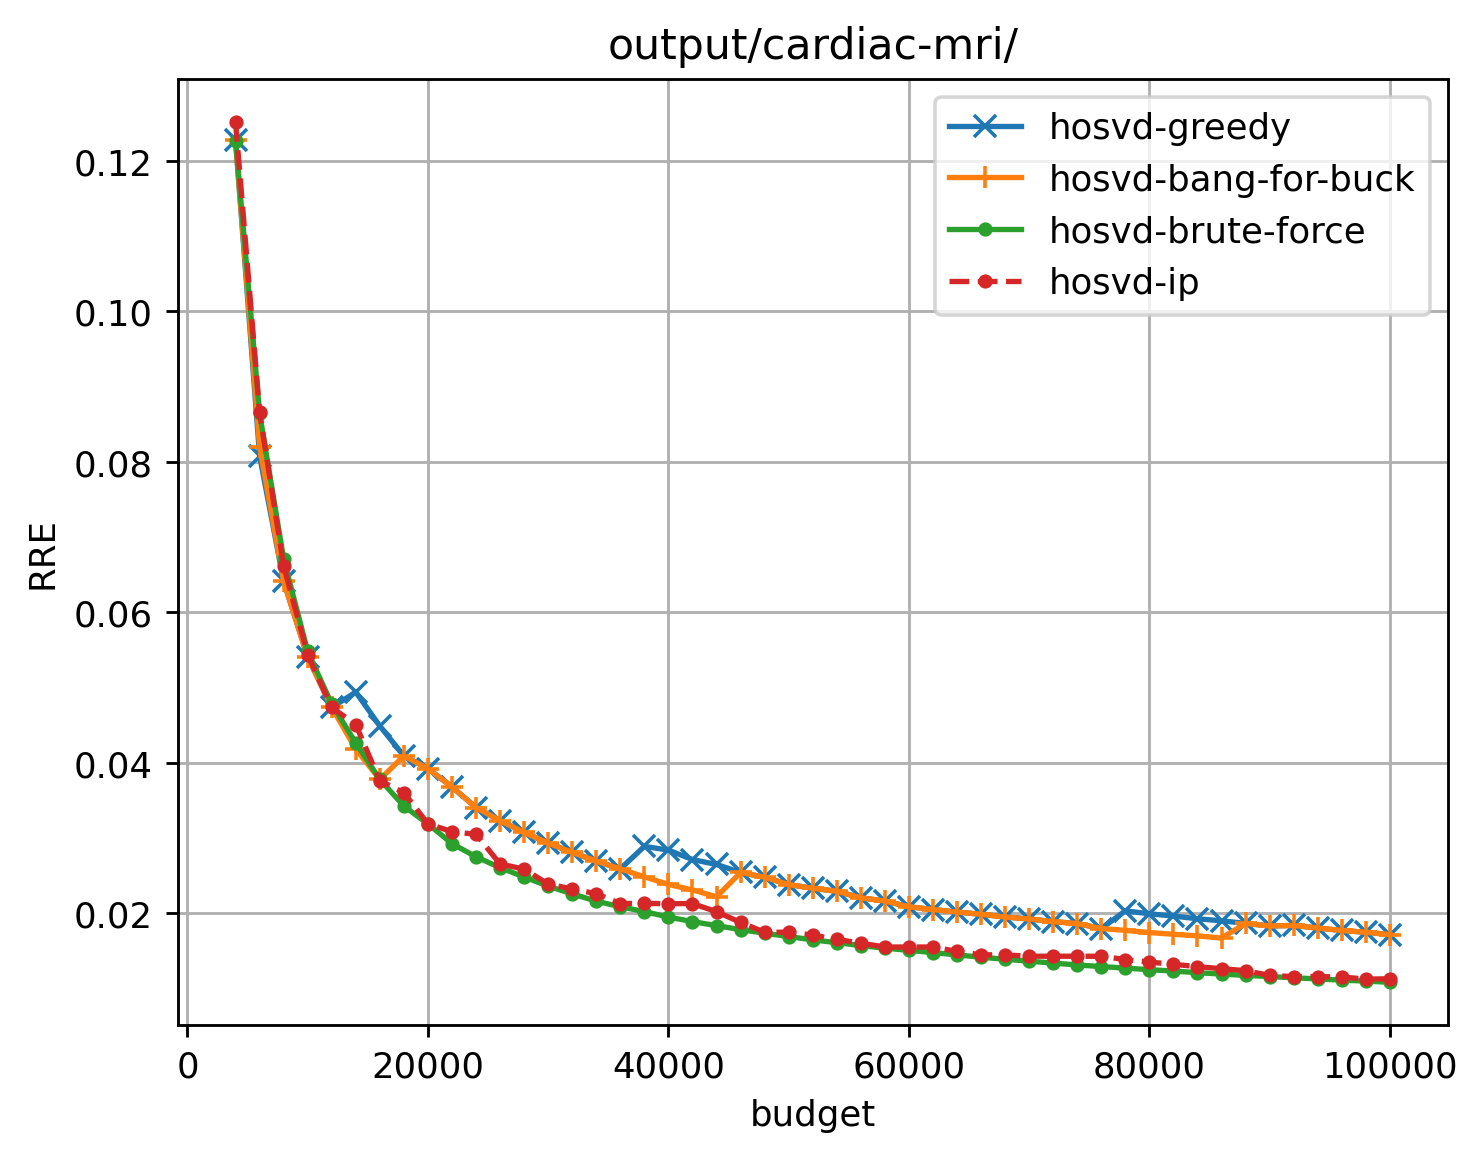 output/cardiac-mri/
hosvd-greedy
hosvd-bang-for-buck
hosvd-brute-force
hosvd-ip
0.12
0.10
0.08
0.06
0.04
0.02
RRE
0 20000 40000 60000 80000 100000
budget